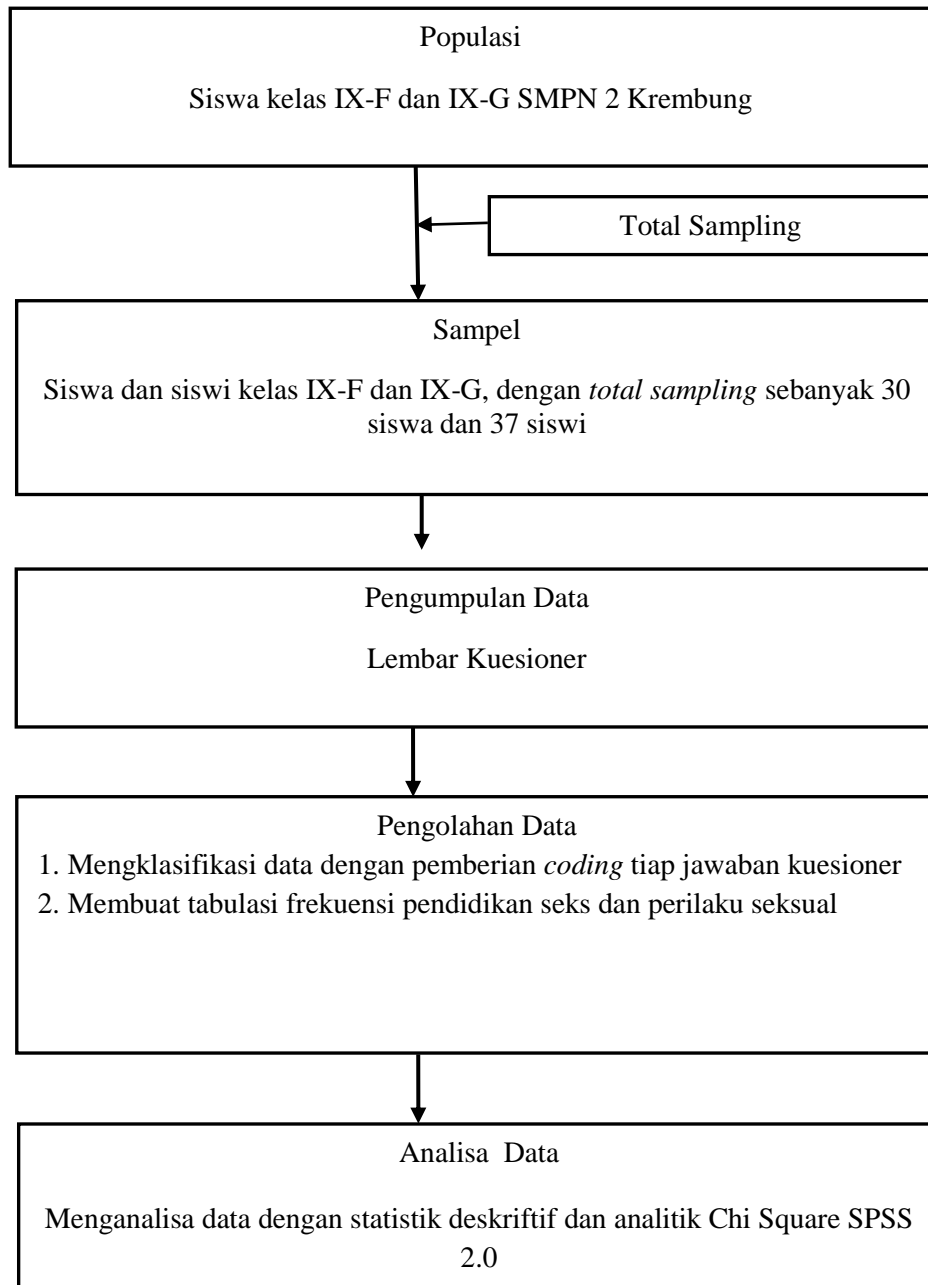 Populasi
Siswa kelas IX-F dan IX-G SMPN 2 Krembung
Total Sampling
Sampel
Siswa dan siswi kelas IX-F dan IX-G, dengan total sampling sebanyak 30
siswa dan 37 siswi
Pengumpulan Data
Lembar Kuesioner
Pengolahan Data
1. Mengklasifikasi data dengan pemberian coding tiap jawaban kuesioner
2. Membuat tabulasi frekuensi pendidikan seks dan perilaku seksual
Analisa Data
Menganalisa data dengan statistik deskriftif dan analitik Chi Square SPSS
2.0